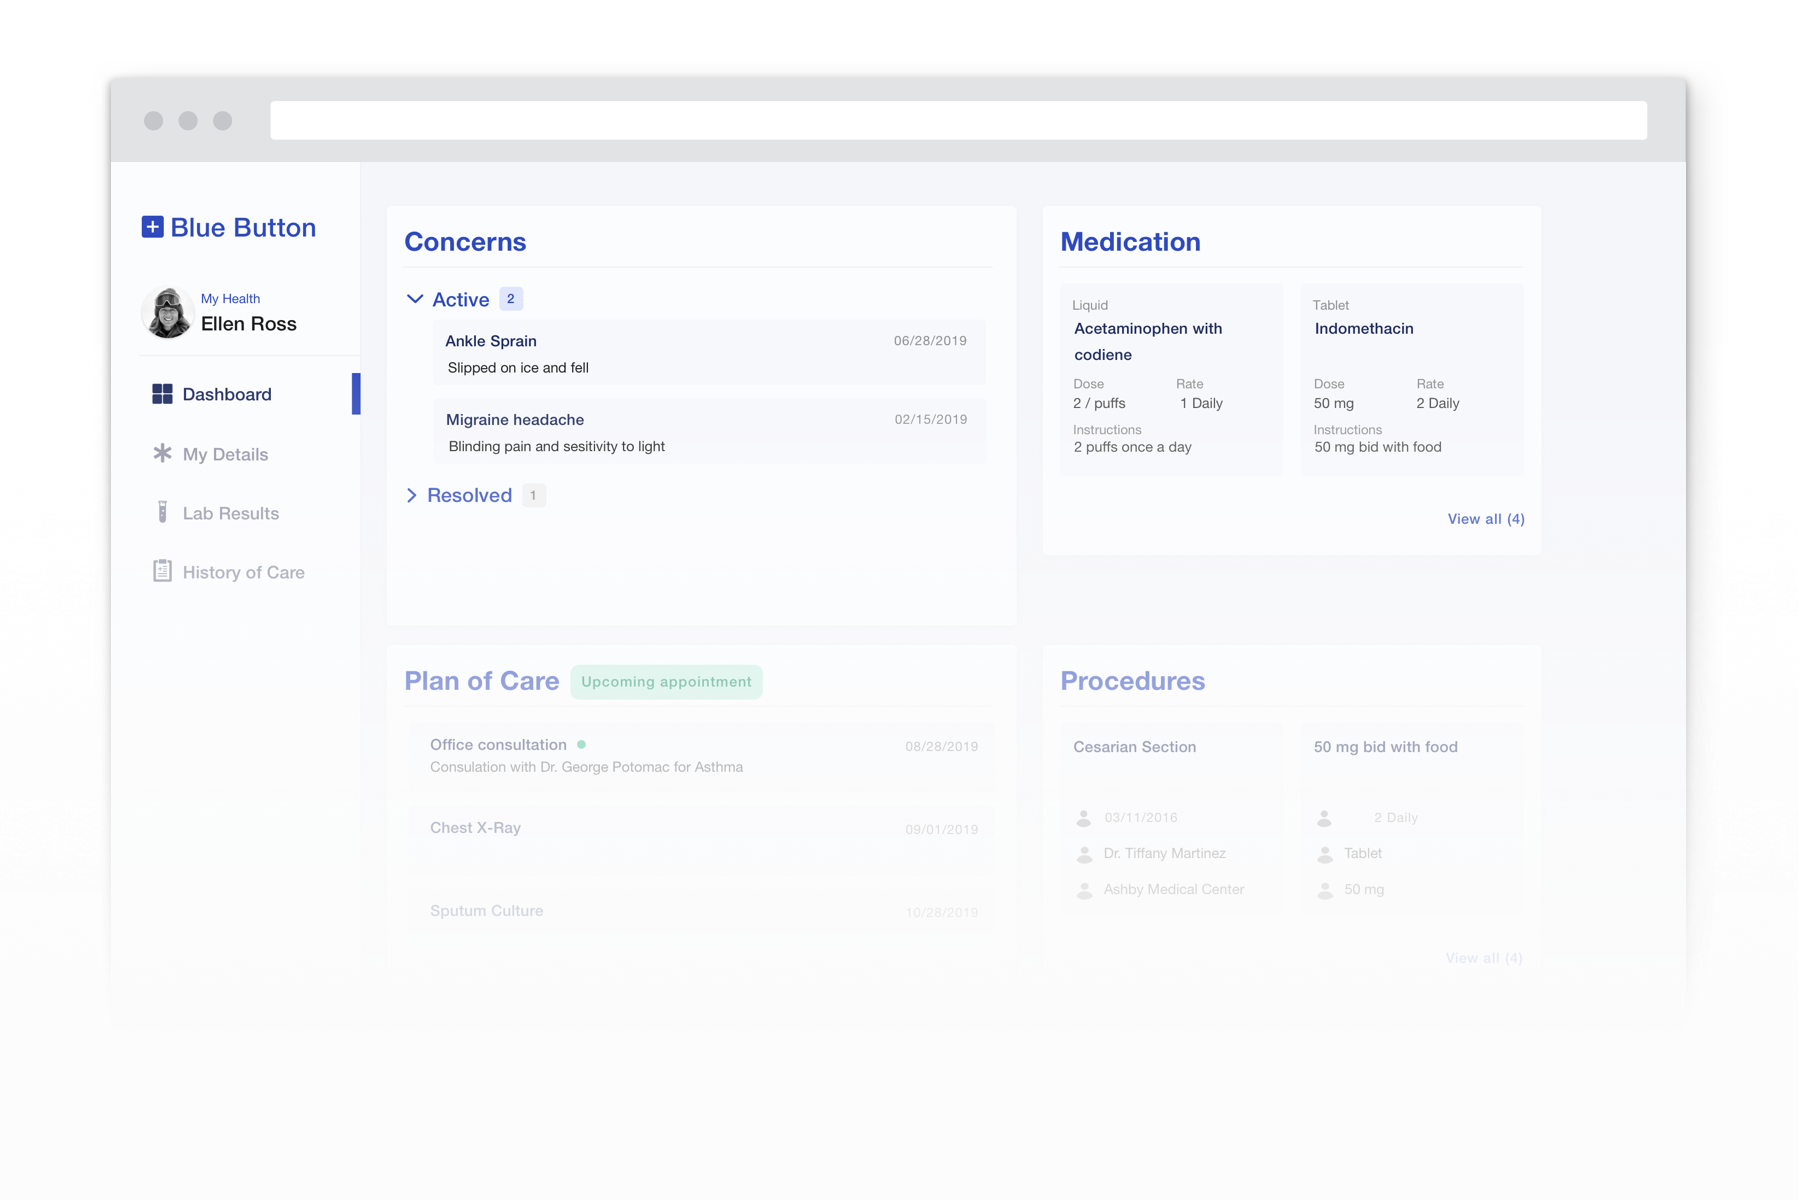 Blue Button
My Health
Ellen Ross
Dashboard
My Details
Lab Results
History of Care
Concerns
Active 2
Ankle Sprain 06/28/2019
Slipped on ice and fell
Migraine headache 02/15/2019
Blinding pain and sesitivity to light
Resolved 1
Medication
Liquid
Acetaminophen with
codiene
Dose Rate
2 / puffs 1 Daily
Instructions
2 puffs once a day
Tablet
Indomethacin
Dose Rate
50 mg 2 Daily
Instructions
50 mg bid with food
View all (4)
Plan of Care Upcoming appointment
Office consultation 08/28/2019
Consulation with Dr. George Potomac for Asthma
Chest X-Ray 09/01/2019
Sputum Culture 10/28/2019
Procedures
Cesarian Section
03/11/2016
Dr. Tiffany Martinez
Ashby Medical Center
50 mg bid with food
2 Daily
Tablet
50 mg
View all (4)